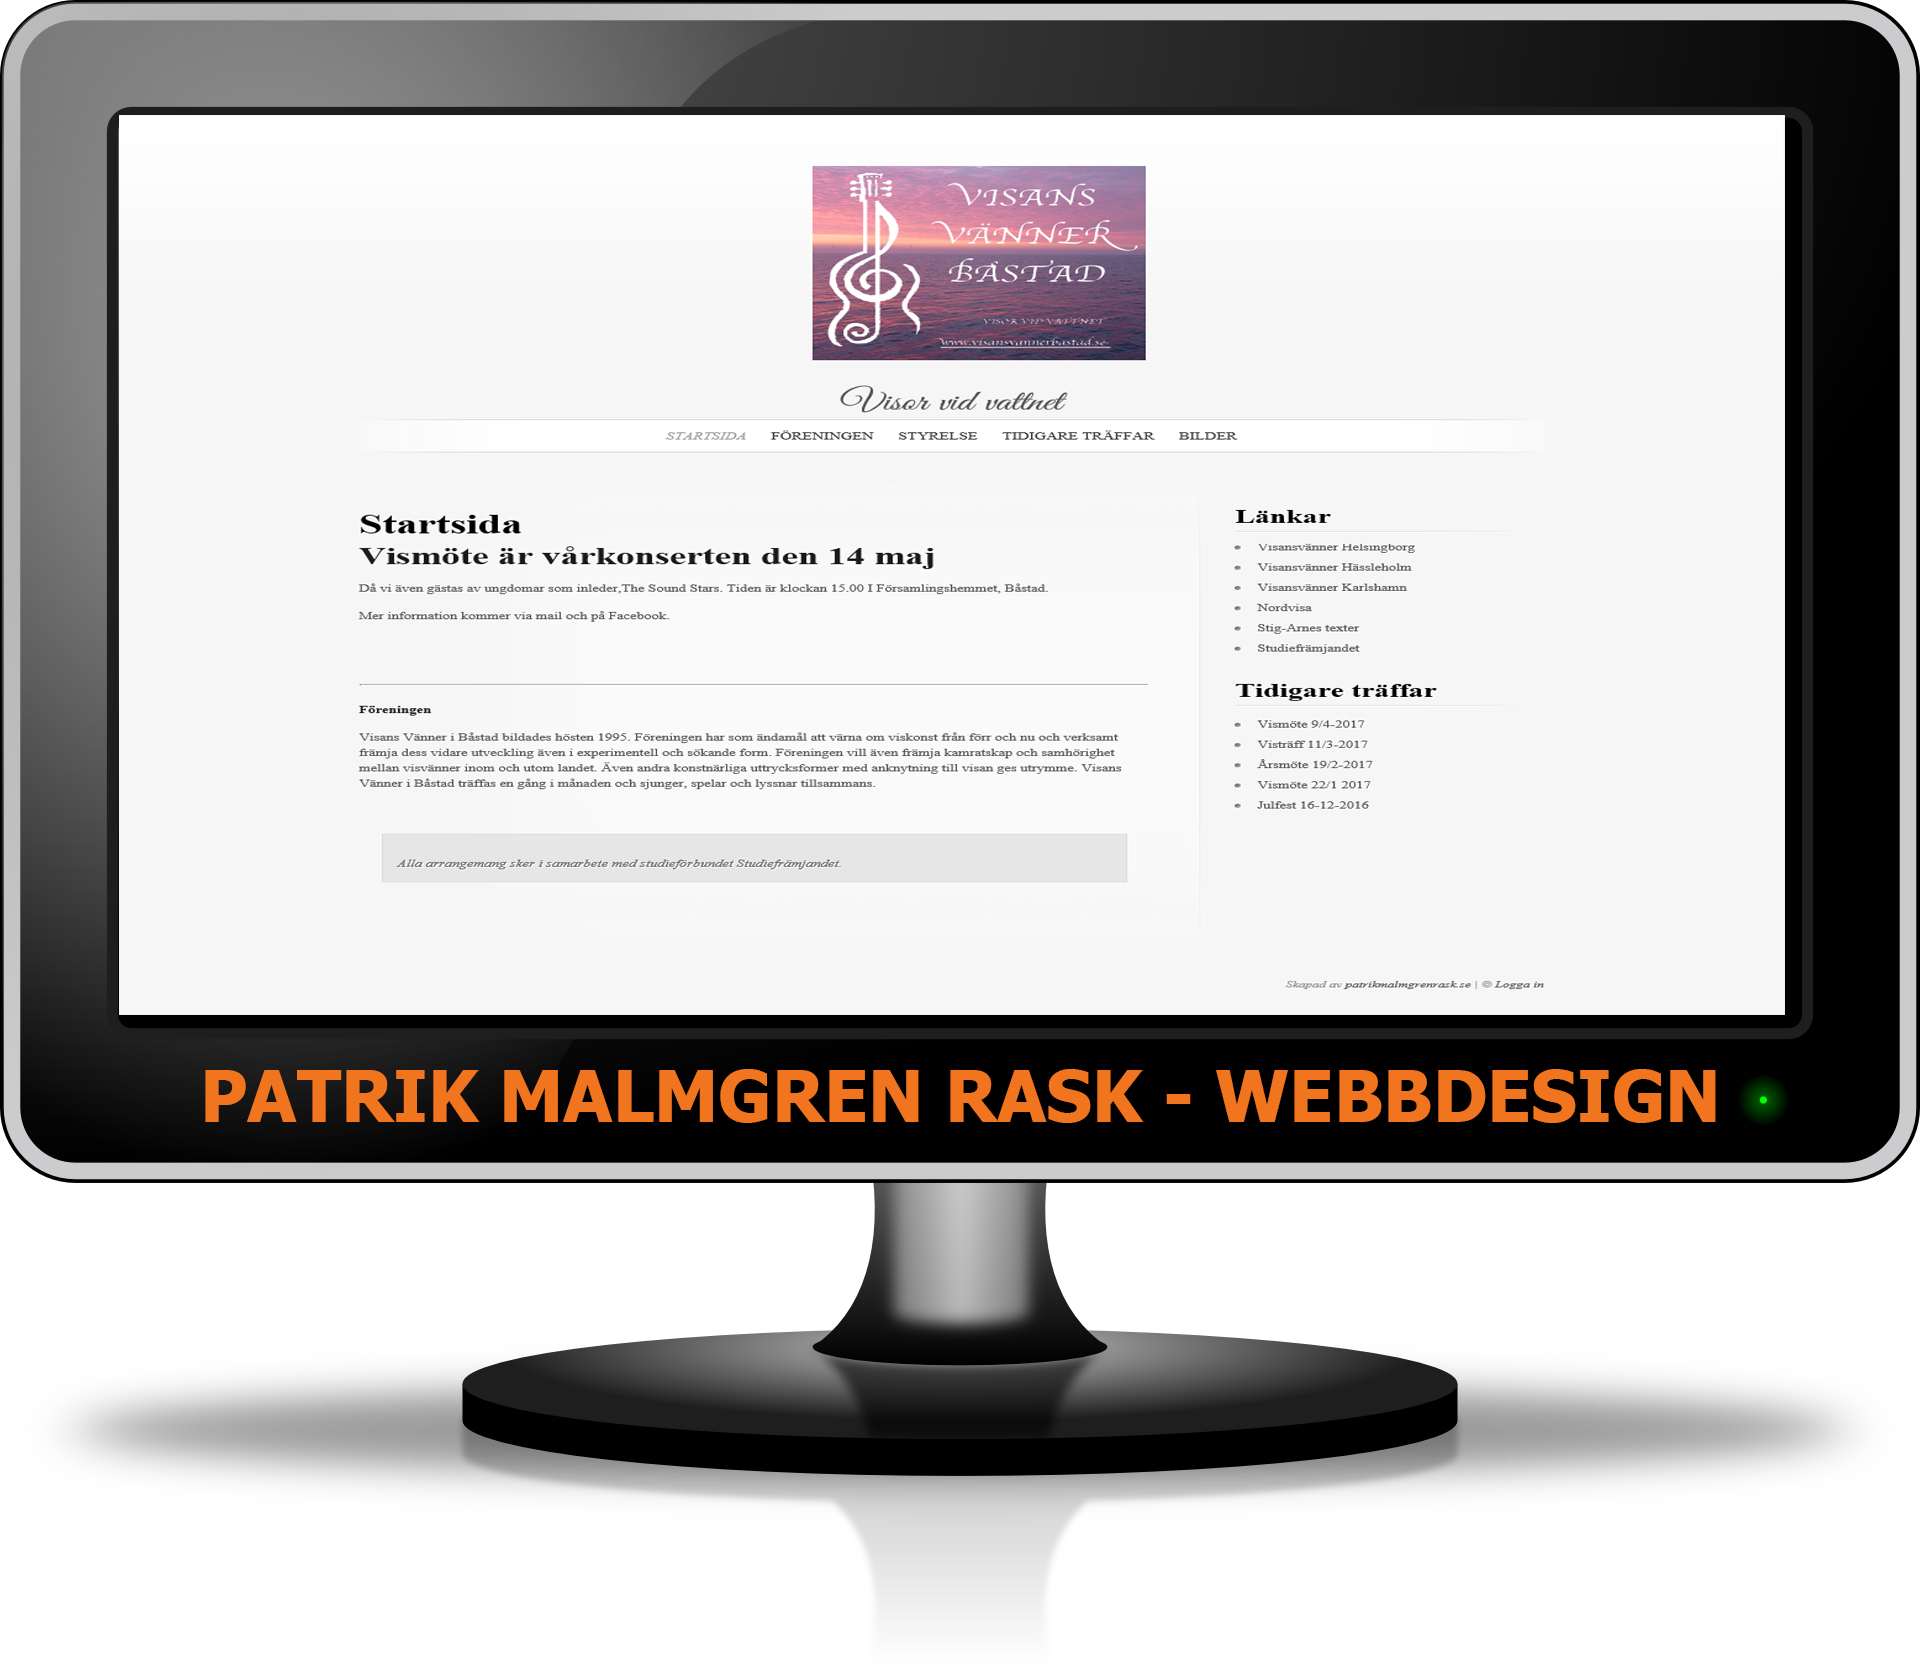 VISANS
VÄNNER
BÅSTAD
VISOR VID VATTNET
www.visansvannerbastad.se
Visor vid vattnet
STARTSIDA FÖRENINGEN STYRELSE TIDIGARE TRÄFFAR BILDER
Startsida
Vismöte är vårkonserten den 14 maj
Då vi även gästas av ungdomar som inleder,The Sound Stars. Tiden är klockan 15.00 I Församlingshemmet, Båstad.
Mer information kommer via mail och på Facebook.
Föreningen
Visans Vänner i Båstad bildades hösten 1995. Föreningen har som ändamål att värna om viskonst från förr och nu och verksamt
främja dess vidare utveckling även i experimentell och sökande form. Föreningen vill även främja kamratskap och samhörighet
mellan visvänner inom och utom landet. Även andra konstnärliga uttrycksformer med anknytning till visan ges utrymme. Visans
Vänner i Båstad träffas en gång i månaden och sjunger, spelar och lyssnar tillsammans.
Alla arrangemang sker i samarbete med studieförbundet Studiefrämjandet.
Länkar
Visansvänner Helsingborg
Visansvänner Hässleholm
Visansvänner Karlshamn
Nordvisa
Stig-Arnes texter
Studiefrämjandet
Tidigare träffar
Vismöte 9/4-2017
Visträff 11/3-2017
Årsmöte 19/2-2017
Vismöte 22/1 2017
Julfest 16-12-2016
Skapad av patrikmalmgrenrask.se | © Logga in
PATRIK MALMGREN RASK - WEBBDESIGN